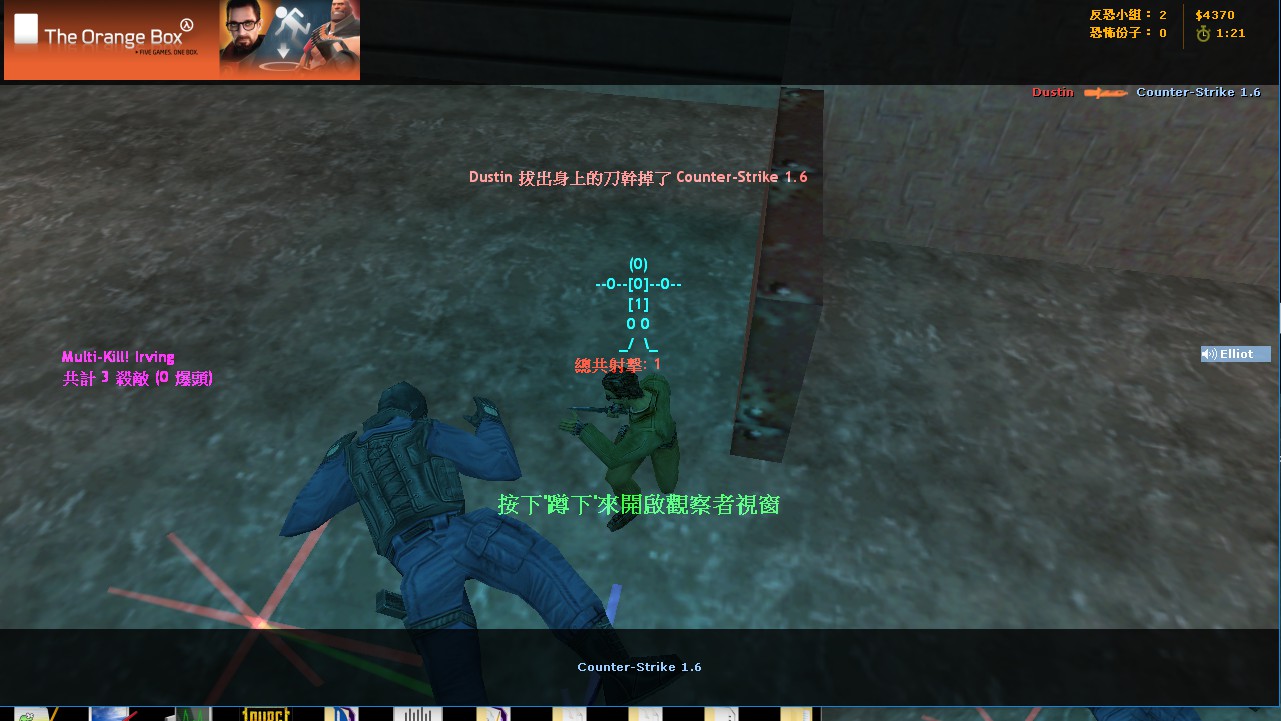 The Orange Box
• FIVE GAMES. ONE BOX.
反恐小組： 2
恐怖份子： 0
$4370
1:21
Dustin Counter-Strike 1.6
Dustin 拔出身上的刀幹掉了 Counter-Strike 1.6
(0)
--0--[0]--0--
[1]
0 0
_/ \_
總共射擊: 1
Multi-Kill! Irving
共計 3 殺敵 (0 爆頭)
Elliot
按下"蹲下"來開啟觀察者視窗
Counter-Strike 1.6